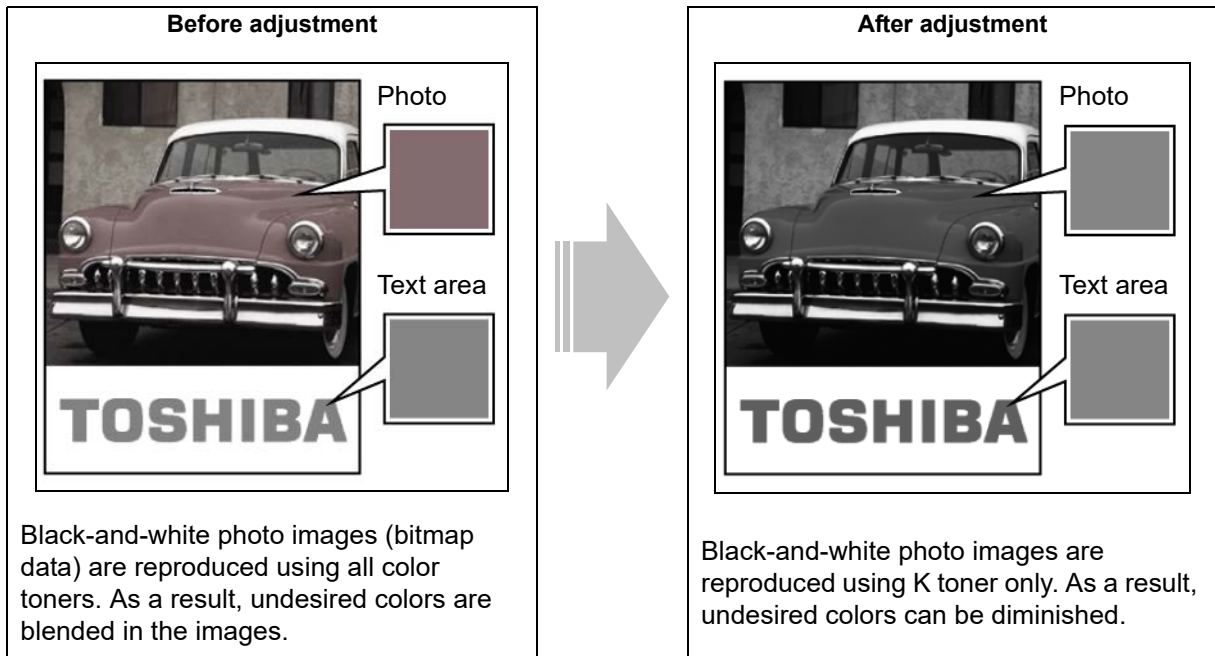 Before adjustment
Photo
Text area
TOSHIBA
Black-and-white photo images (bitmap
data) are reproduced using all color
toners. As a result, undesired colors are
blended in the images.
After adjustment
Photo
Text area
TOSHIBA
Black-and-white photo images are
reproduced using K toner only. As a result,
undesired colors can be diminished.